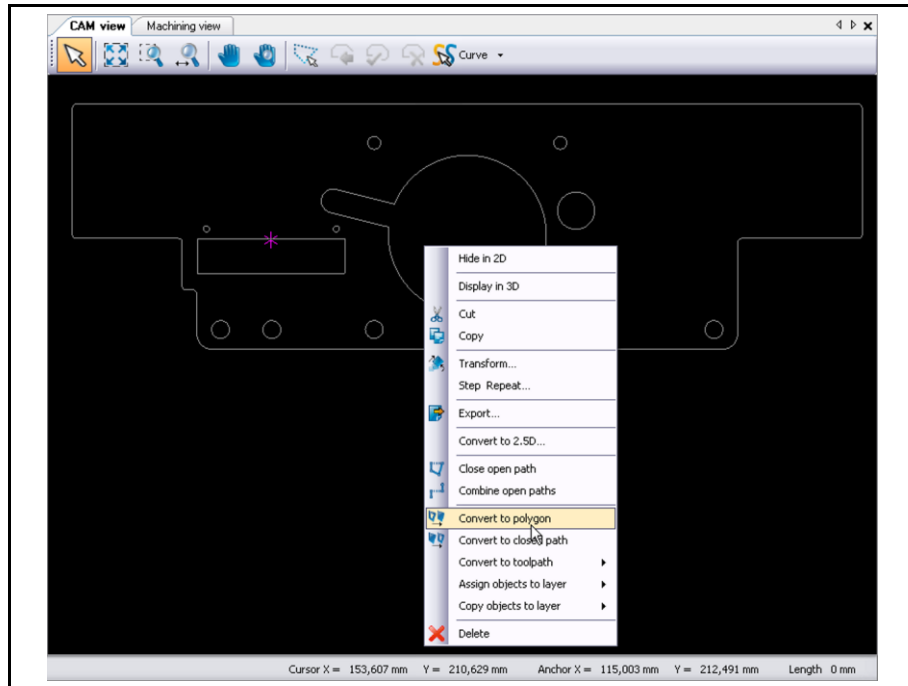 CAM view Machining view
Curve
Hide in 2D
Display in 3D
Cut
Copy
Transform...
Step Repeat...
Export...
Convert to 2.5D...
Close open path
Combine open paths
Convert to polygon
Convert to closed path
Convert to toolpath
Assign objects to layer
Copy objects to layer
Delete
Cursor X = 153,607 mm Y = 210,629 mm Anchor X = 115,003 mm Y = 212,491 mm Length 0 mm